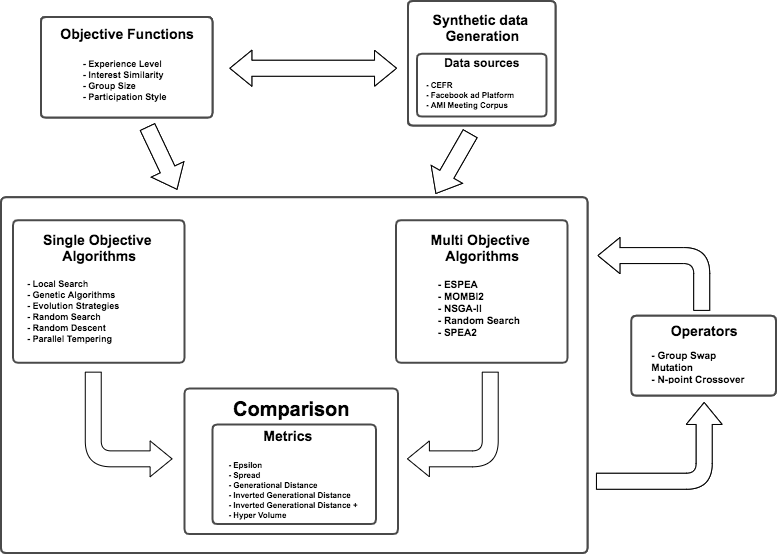 Objective Functions
- Experience Level
- Interest Similarity
- Group Size
- Participation Style
Synthetic data
Generation
Data sources
- CEFR
- Facebook ad Platform
- AMI Meeting Corpus
Single Objective
Algorithms
- Local Search
- Genetic Algorithms
- Evolution Strategies
- Random Search
- Random Descent
- Parallel Tempering
Multi Objective
Algorithms
- ESPEA
- MOMBI2
- NSGA-II
- Random Search
- SPEA2
Operators
- Group Swap
Mutation
- N-point Crossover
Comparison
Metrics
- Epsilon
- Spread
- Generational Distance
- Inverted Generational Distance
- Inverted Generational Distance +
- Hyper Volume